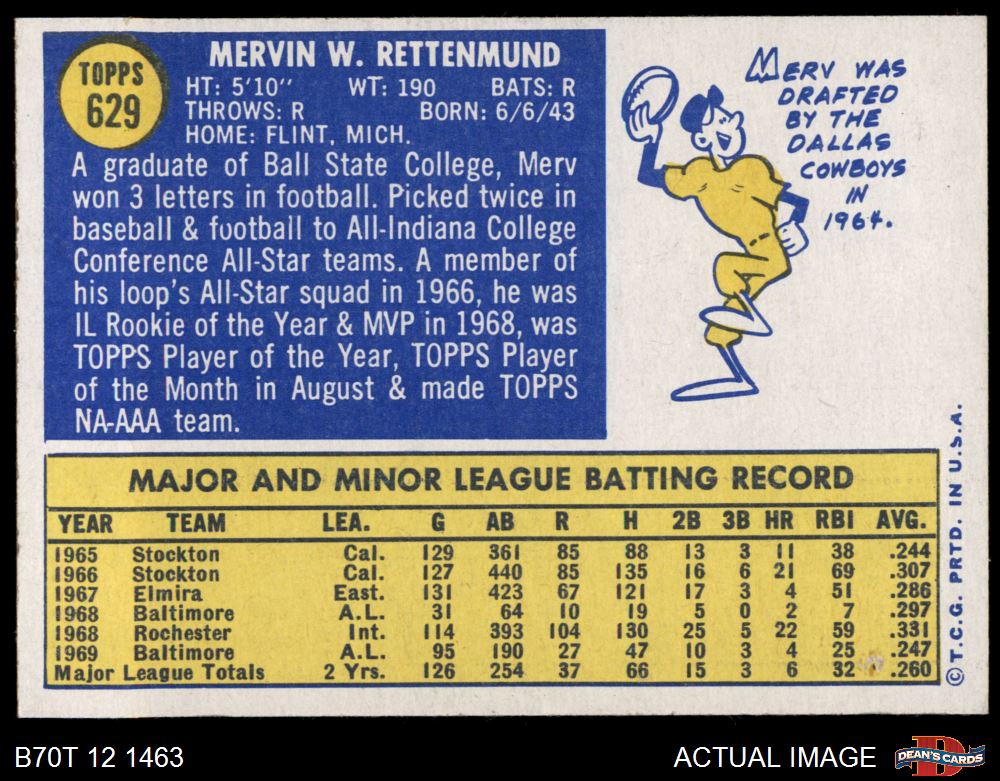 TOPPS
629
MERVIN W. RETTENMUND
HT: 5'10" WT: 190 BATS: R
THROWS: R BORN: 6/6/43
HOME: FLINT, MICH.
A graduate of Ball State College, Merv
won 3 letters in football. Picked twice in
baseball & football to All-Indiana College
Conference All-Star teams. A member of
his loop's All-Star squad in 1966, he was
IL Rookie of the Year & MVP in 1968, was
TOPPS Player of the Year, TOPPS Player
of the Month in August & made TOPPS
NA-AAA team.
MERV WAS
DRAFTED
BY THE
DALLAS
COWBOYS
IN
1964.
MAJOR AND MINOR LEAGUE BATTING RECORD
YEAR TEAM LEA. G AB R H 2B 3B HR RBI AVG.
1965 Stockton Cal. 129 361 85 88 13 3 11 38 .244
1966 Stockton Cal. 127 440 85 135 16 6 21 69 .307
1967 Elmira East. 131 423 67 121 17 3 4 51 .286
1968 Baltimore A.L. 31 64 10 19 5 0 2 7 .297
1968 Rochester Int. 114 393 104 130 25 5 22 59 .331
1969 Baltimore A.L. 95 190 27 47 10 3 4 25 .247
Major League Totals 2 Yrs. 126 254 37 66 15 3 6 32 .260
©T.C.G. PRTD. IN U.S.A.
B70T 12 1463
ACTUAL IMAGE
D
DEAN'S CARDS